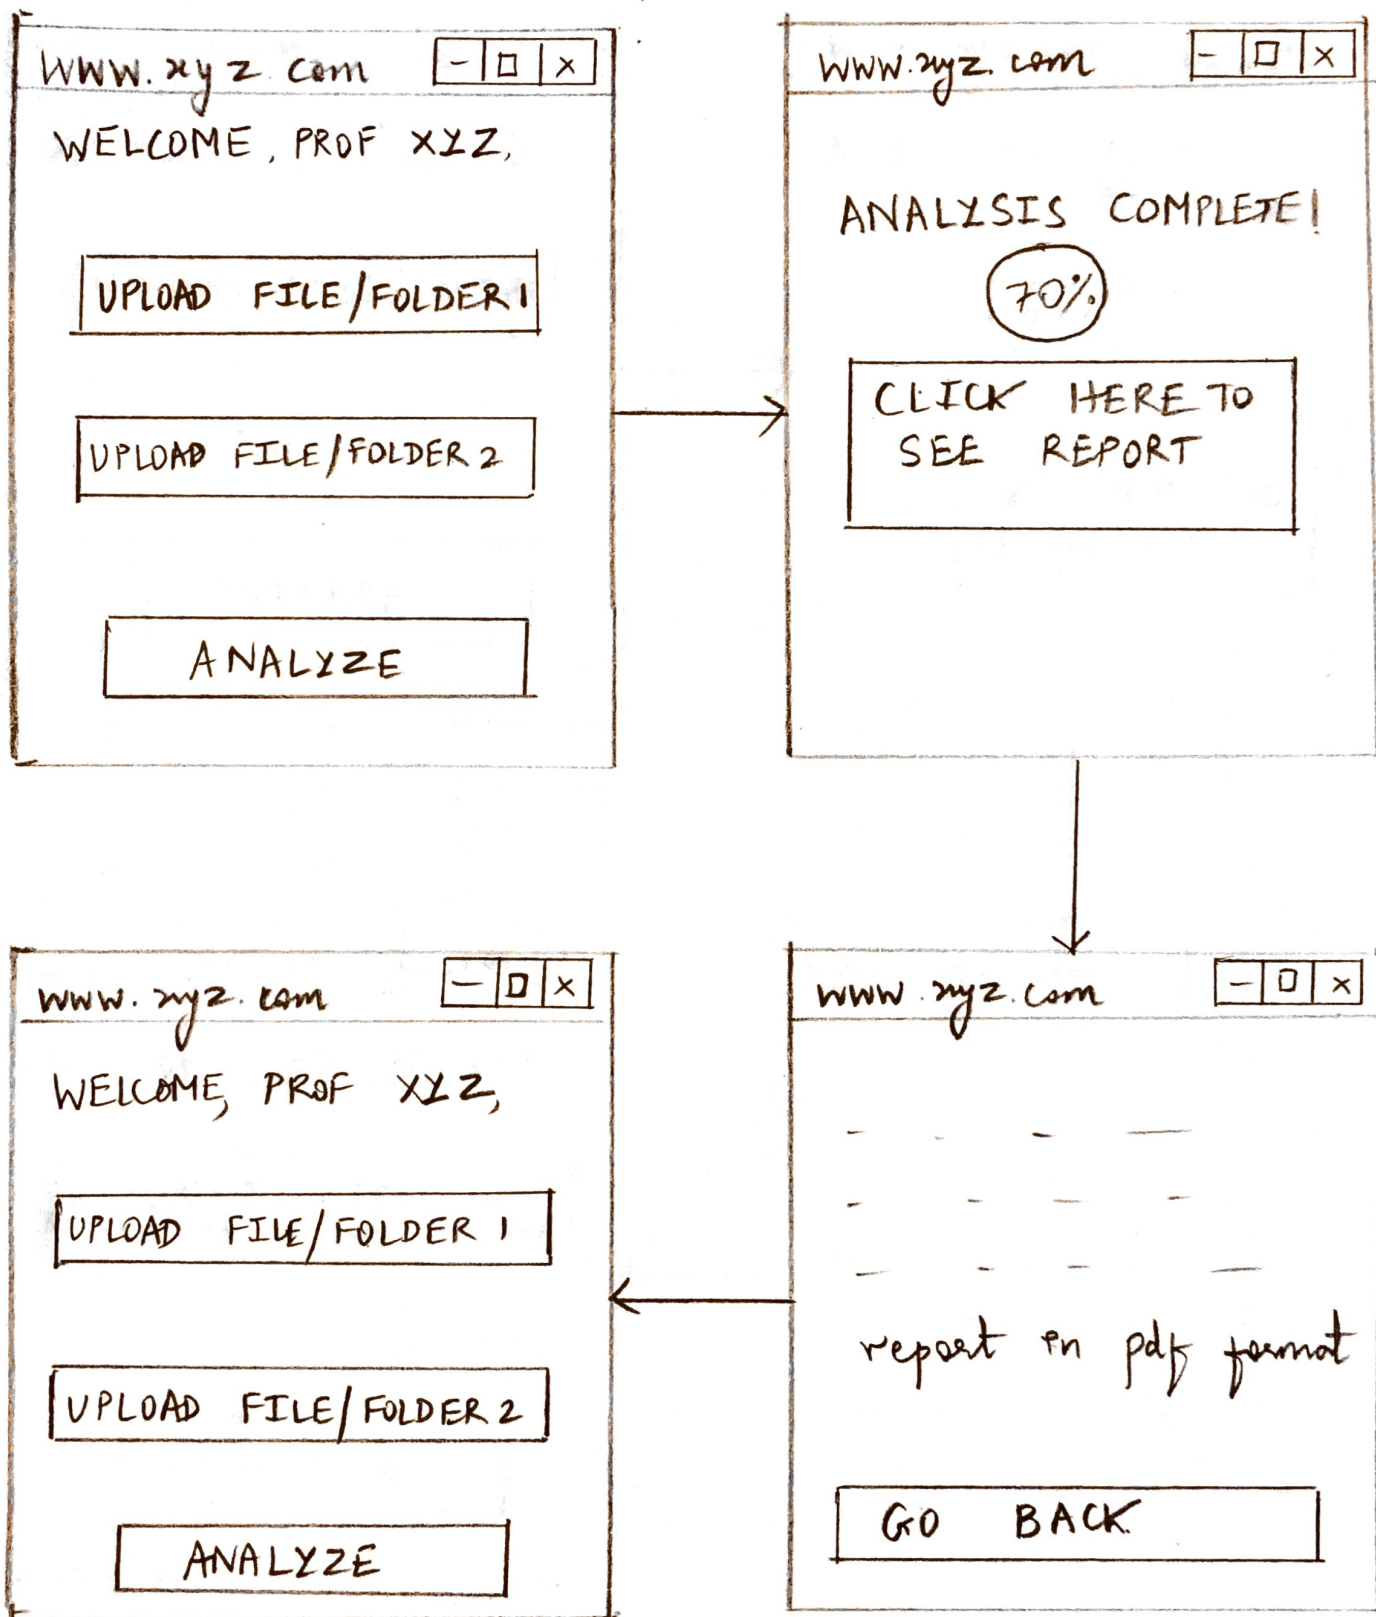 www.xyz.com
WELCOME, PROF XYZ,
UPLOAD FILE/FOLDER 1
UPLOAD FILE/FOLDER 2
ANALYZE
www.xyz.com
ANALYSIS COMPLETE!
70%
CLICK HERE TO
SEE REPORT
www.xyz.com
report in pdf format
GO BACK
www.xyz.com
WELCOME, PROF XYZ,
UPLOAD FILE/FOLDER 1
UPLOAD FILE/FOLDER 2
ANALYZE